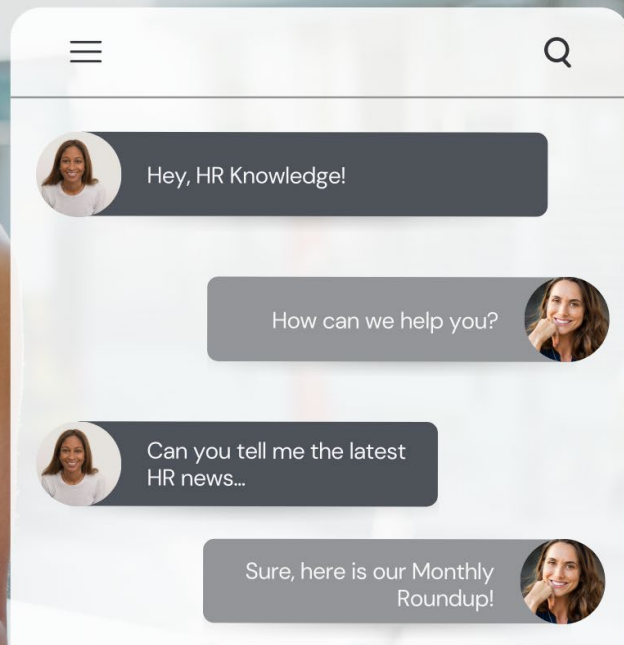 Hey, HR Knowledge!
How can we help you?
Can you tell me the latest
HR news...
Sure, here is our Monthly
Roundup!